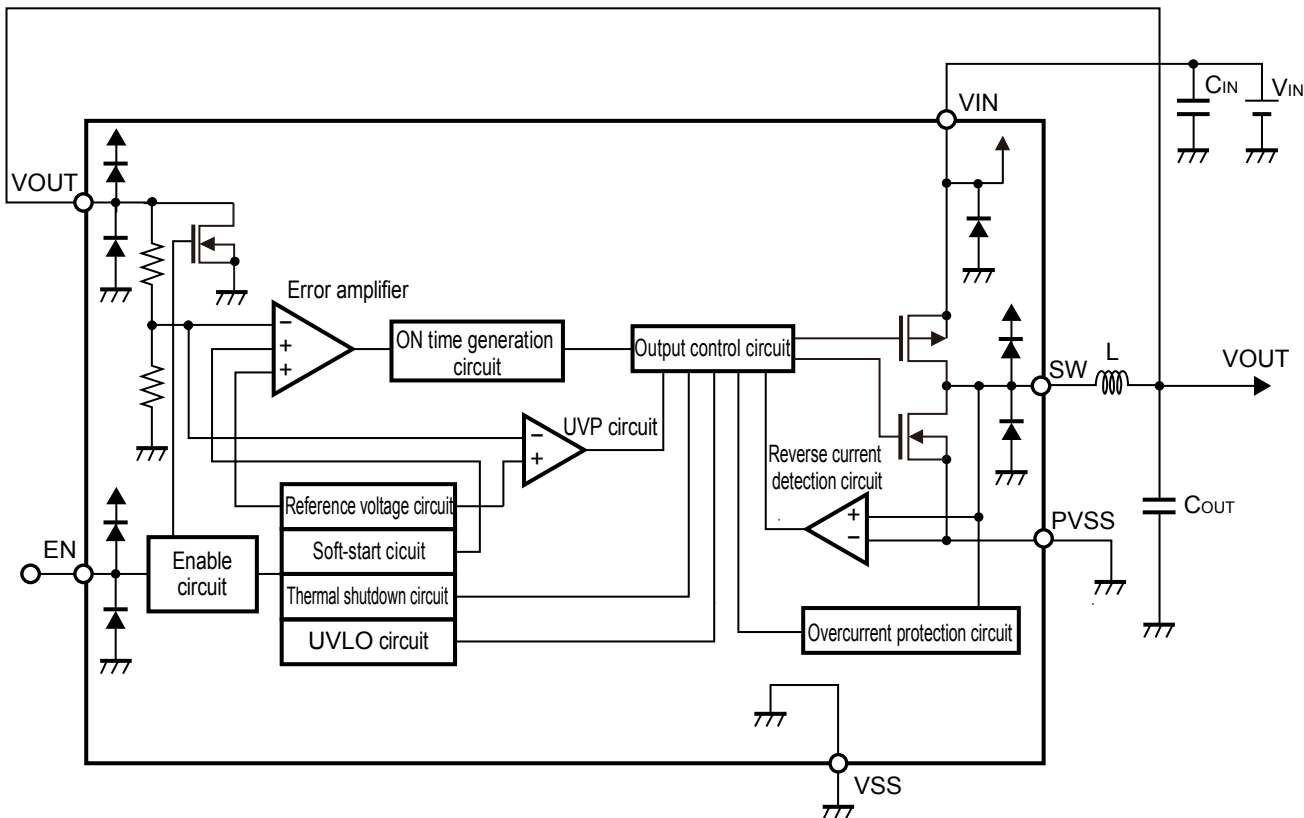 CIN
VIN
VIN
VOUT
Error amplifier
−
+
+
ON time generation
circuit
Output control circuit
SW
L
VOUT
UVP circuit
−
+
Reverse current
detection circuit
+
−
Reference voltage circuit
Soft-start cicuit
Thermal shutdown circuit
UVLO circuit
EN
Enable
circuit
PVSS
COUT
Overcurrent protection circuit
VSS